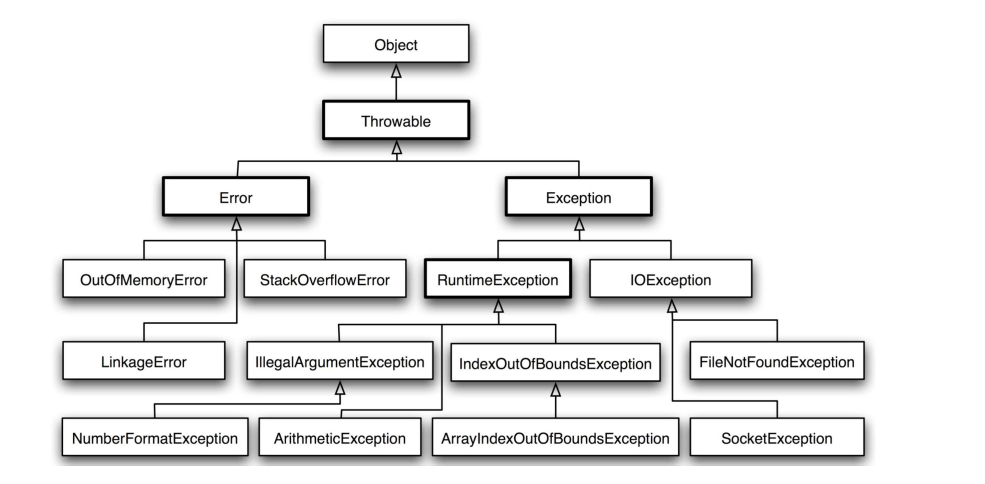 Object
Throwable
Error
Exception
OutOfMemoryError
StackOverflowError
RuntimeException
IOException
LinkageError
IllegalArgumentException
IndexOutOfBoundsException
FileNotFoundException
NumberFormatException
ArithmeticException
ArrayIndexOutOfBoundsException
SocketException